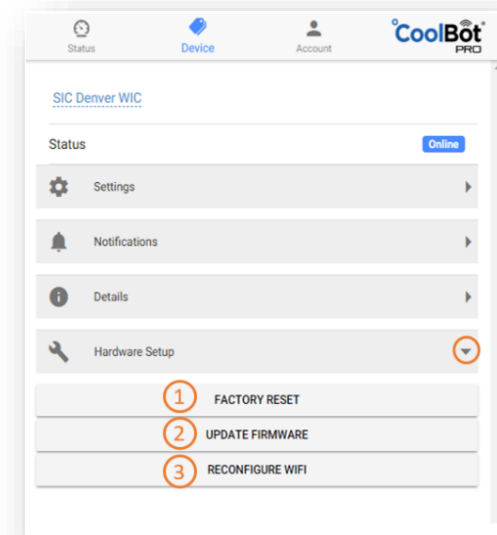 Status Device Account °CoolBot PRO
SIC Denver WIC
Status Online
Settings
Notifications
Details
Hardware Setup
1 FACTORY RESET
2 UPDATE FIRMWARE
3 RECONFIGURE WIFI